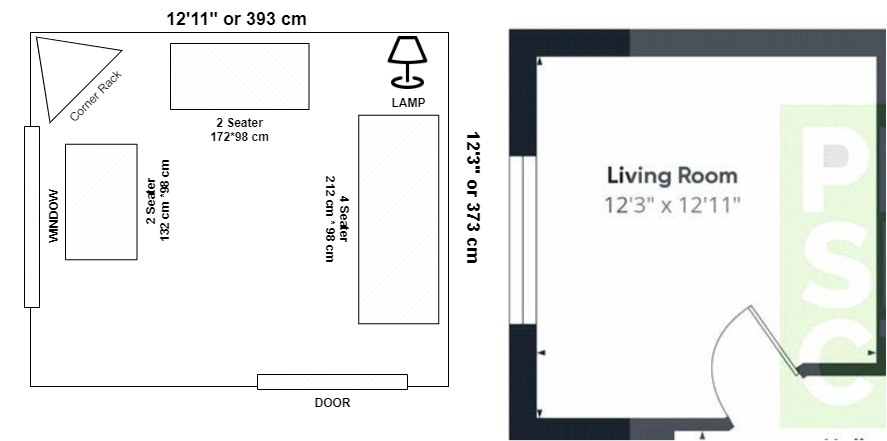 12'11" or 393 cm
Corner Rack
2 Seater
172*98 cm
LAMP
12'3" or 373 cm
WINDOW
2 Seater
132 cm *98 cm
4 Seater
212 cm * 98 cm
DOOR
Living Room
12'3" x 12'11"
PSC